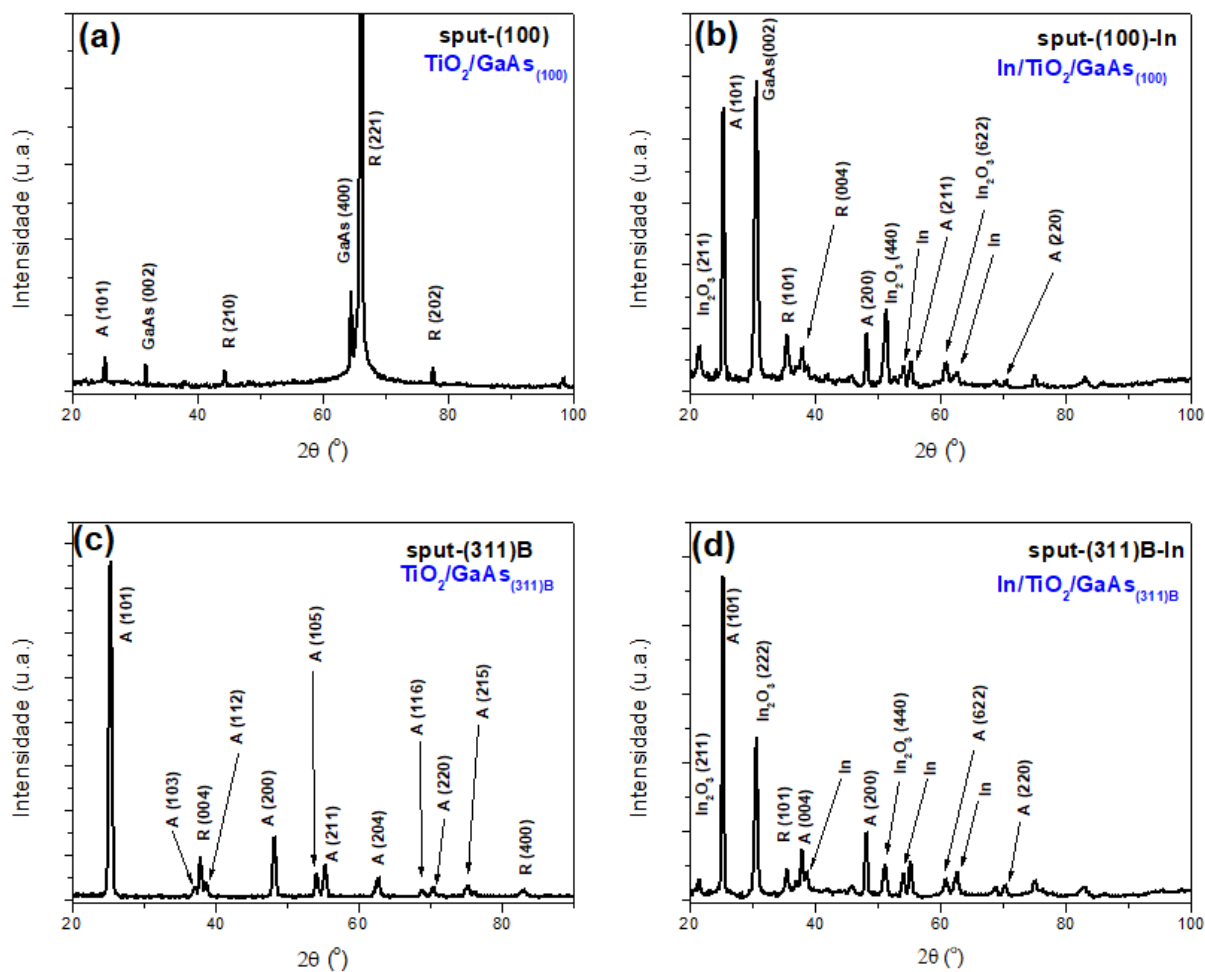 (a)
sput-(100)
TiO₂/GaAs₍₁₀₀₎
Intensidade (u.a.)
A (101)
GaAs (002)
R (210)
GaAs (400)
R (221)
R (202)
20 40 60 80 100
2θ (°)
(b)
sput-(100)-In
In/TiO₂/GaAs₍₁₀₀₎
Intensidade (u.a.)
In₂O₃ (211)
A (101)
GaAs(002)
R (101)
R (004)
A (200)
In₂O₃ (440)
In
A (211)
In₂O₃ (622)
In
A (220)
20 40 60 80 100
2θ (°)
(c)
sput-(311)B
TiO₂/GaAs₍₃₁₁₎B
Intensidade (u.a.)
A (101)
A (103)
R (004)
A (112)
A (200)
A (105)
A (211)
A (204)
A (116)
A (220)
A (215)
R (400)
20 40 60 80
2θ (°)
(d)
sput-(311)B-In
In/TiO₂/GaAs₍₃₁₁₎B
Intensidade (u.a.)
In₂O₃ (211)
A (101)
In₂O₃ (222)
R (101)
A (004)
In
A (200)
In₂O₃ (440)
In
A (622)
In
A (220)
20 40 60 80 100
2θ (°)